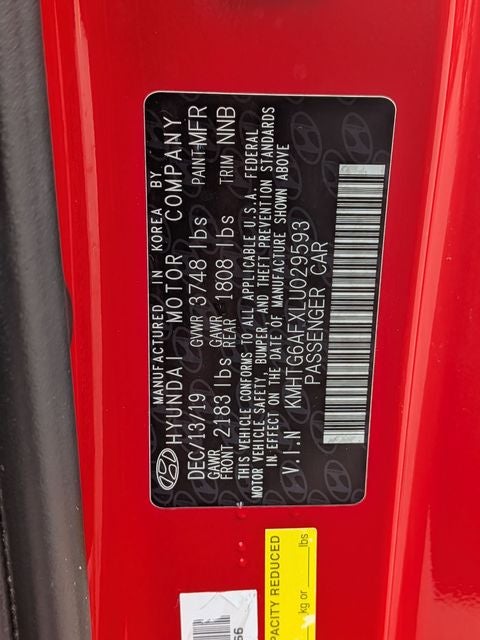 MANUFACTURED IN KOREA BY
HYUNDAI MOTOR COMPANY
DEC/13/19 GVWR 3748 lbs PAINT MFR
GAWR FRONT 2183 lbs GAWR REAR 1808 lbs TRIM NNB
THIS VEHICLE CONFORMS TO ALL APPLICABLE U.S.A. FEDERAL
MOTOR VEHICLE SAFETY, BUMPER, AND THEFT PREVENTION STANDARDS
IN EFFECT ON THE DATE OF MANUFACTURE SHOWN ABOVE
V.I.N KMHTG6AFXLU029593
PASSENGER CAR
CAPACITY REDUCED
kg or lbs